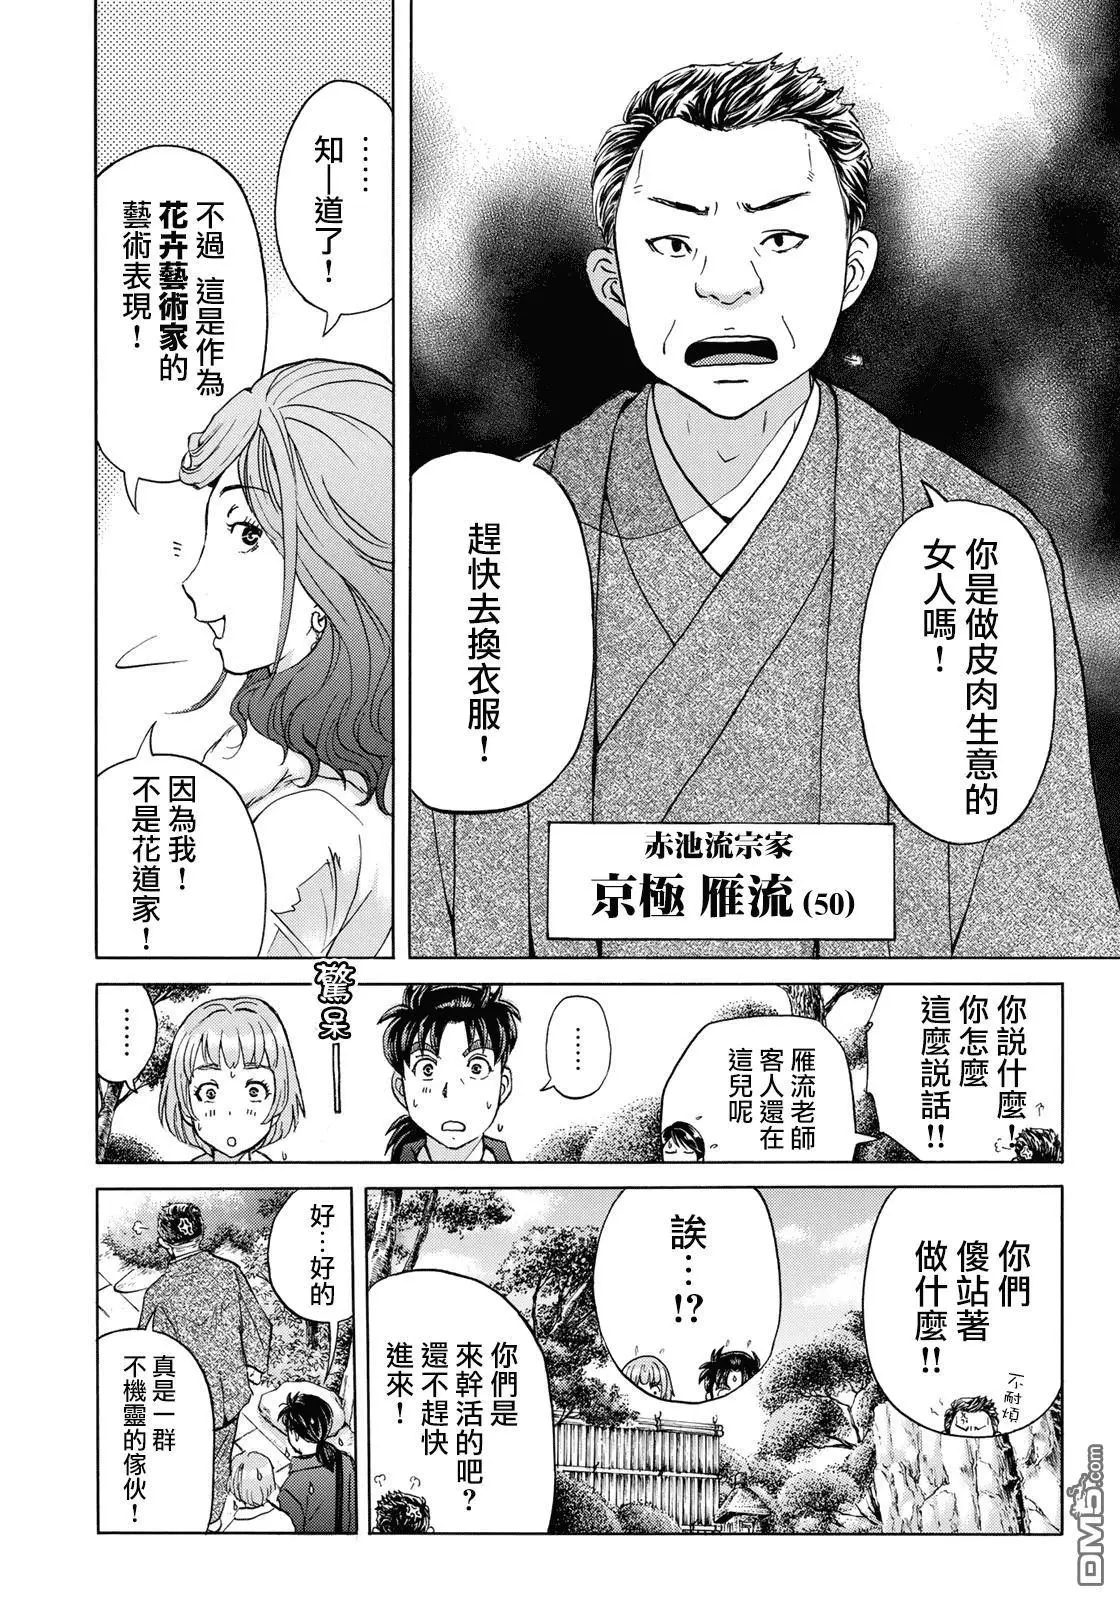 你是做皮肉生意的
女人嗎！
趕快去換衣服！
赤池流宗家
京極 雁流 (50)
……
知—道了！
不過 這是作為
花卉藝術家的
藝術表現！
因為我！
不是花道家！
你說什麼！
你怎麼
這麼說話!!
雁流老師
客人還在
這兒呢
…
驚呆—
……
你們
傻站著
做什麼!!
不耐煩
誒…!?
你們是
來幹活的吧？
還不趕快
進來！
好…好的
真是一群
不機靈的傢伙！
DM5.com